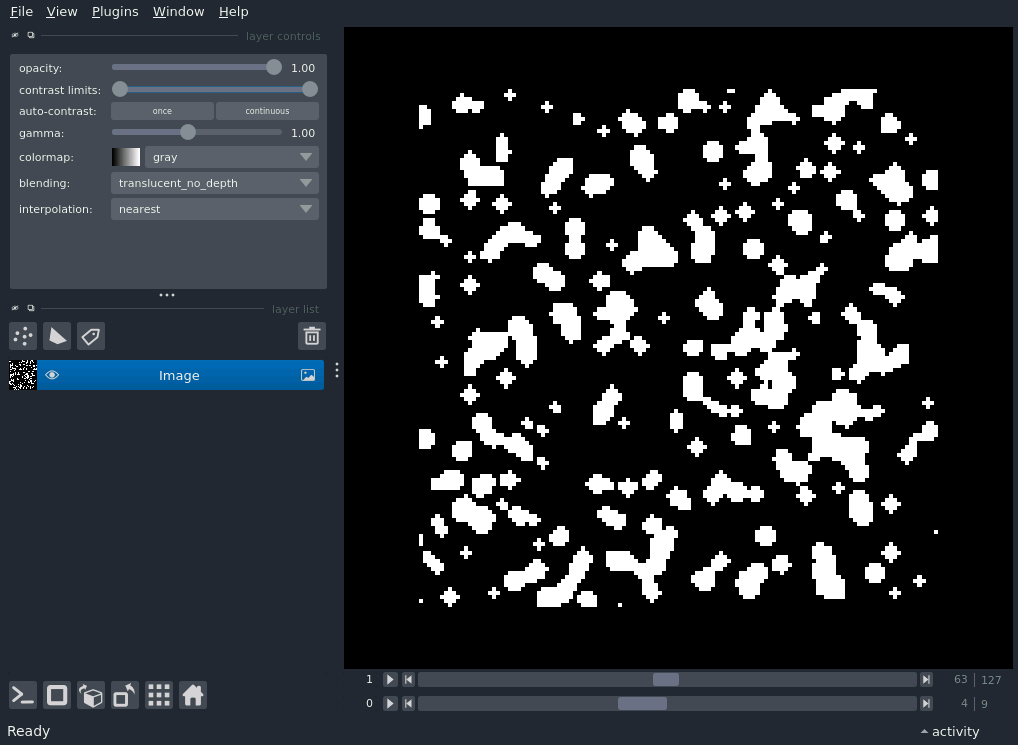 File View Plugins Window Help
layer controls
opacity: 1.00
contrast limits:
auto-contrast: once continuous
gamma: 1.00
colormap: gray
blending: translucent_no_depth
interpolation: nearest
layer list
Image
1 63 127
0 4 9
Ready activity